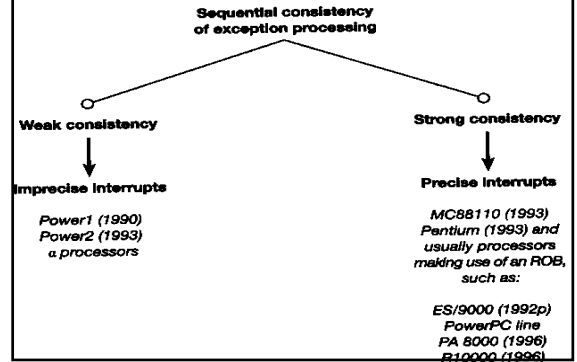 Sequential consistency
of exception processing
Weak consistency
Imprecise interrupts
Power1 (1990)
Power2 (1993)
α processors
Strong consistency
Precise interrupts
MC88110 (1993)
Pentium (1993) and
usually processors
making use of an ROB,
such as:
ES/9000 (1992p)
PowerPC line
PA 8000 (1996)
R10000 (1996)